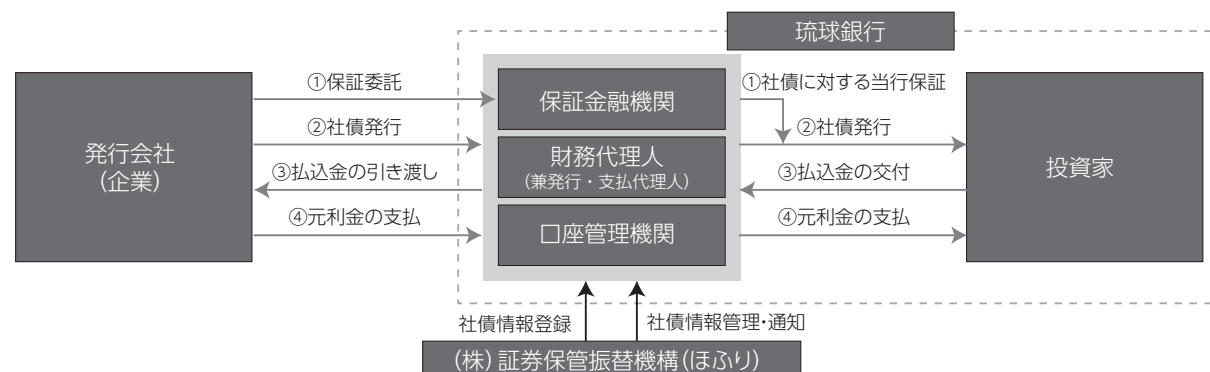 琉球銀行
発行会社
(企業)
①保証委託
②社債発行
③払込金の引き渡し
④元利金の支払
保証金融機関
財務代理人
(兼発行・支払代理人)
口座管理機関
①社債に対する当行保証
②社債発行
③払込金の交付
④元利金の支払
投資家
社債情報登録
社債情報管理・通知
(株)証券保管振替機構(ほふり)